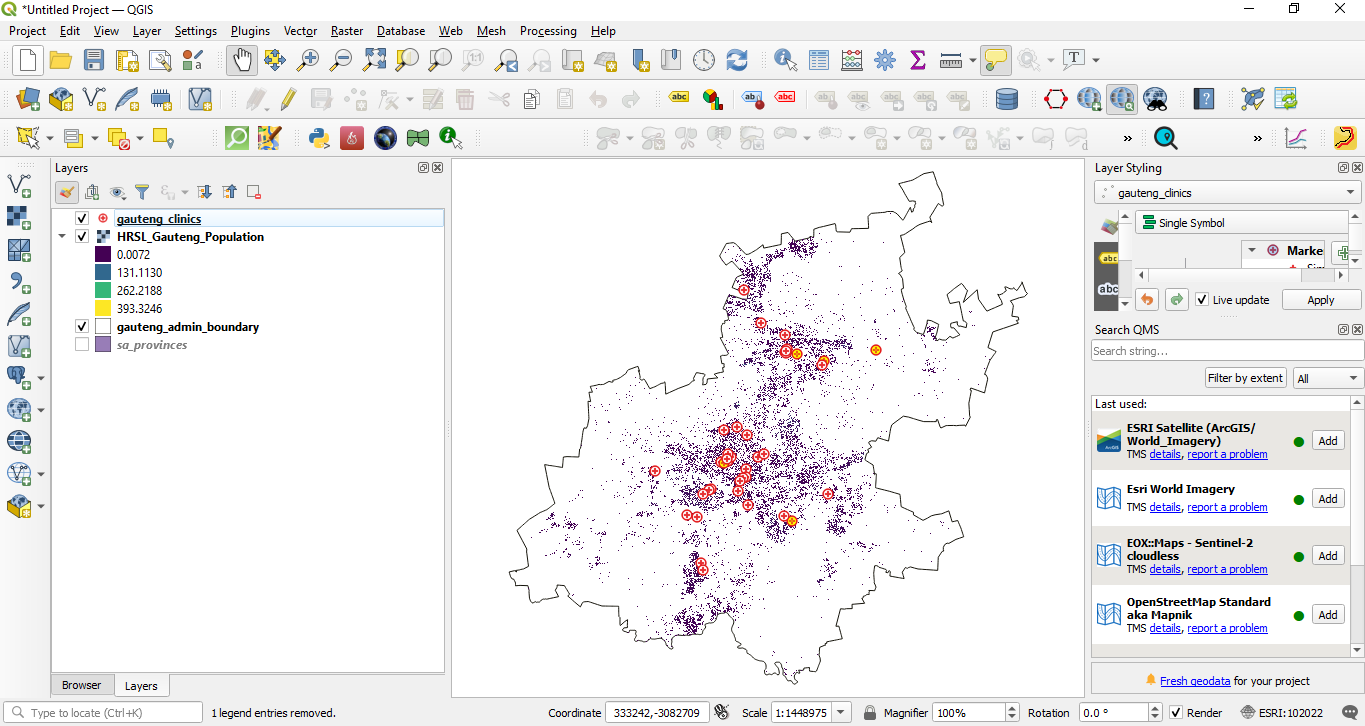 *Untitled Project — QGIS
Project Edit View Layer Settings Plugins Vector Raster Database Web Mesh Processing Help
Layers
gauteng_clinics
HRSL_Gauteng_Population
0.0072
131.1130
262.2188
393.3246
gauteng_admin_boundary
sa_provinces
Browser Layers
Layer Styling
gauteng_clinics
Single Symbol
Marke
abc
abc
Live update Apply
Search QMS
Search string...
Filter by extent All
Last used:
ESRI Satellite (ArcGIS/
World_Imagery)
TMS details, report a problem
Add
Esri World Imagery
TMS details, report a problem
Add
EOX::Maps - Sentinel-2
cloudless
TMS details, report a problem
Add
OpenStreetMap Standard
aka Mapnik
TMS details, report a problem
Add
Fresh geodata for your project
Type to locate (Ctrl+K) 1 legend entries removed. Coordinate 333242,-3082709 Scale 1:1448975 Magnifier 100% Rotation 0.0 ° Render ESRI:102022